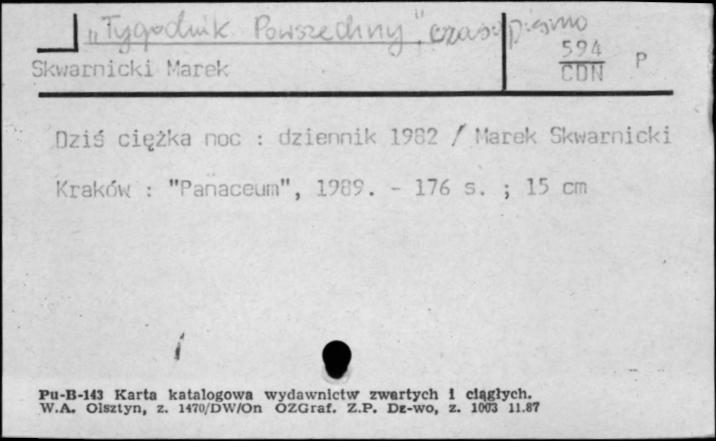 „Tygodnik Powszechny" czasopismo
594
CDN P
Skwarnicki Marek
Dziś ciężka noc : dziennik 1982 / Marek Skwarnicki
Kraków : "Panaceum", 1989. - 176 s. ; 15 cm
Pu-B-143 Karta katalogowa wydawnictw zwartych i ciągłych.
W.A. Olsztyn, z. 1470/DW/On OZGraf. Z.P. Dz-wo, z. 1003 11.87